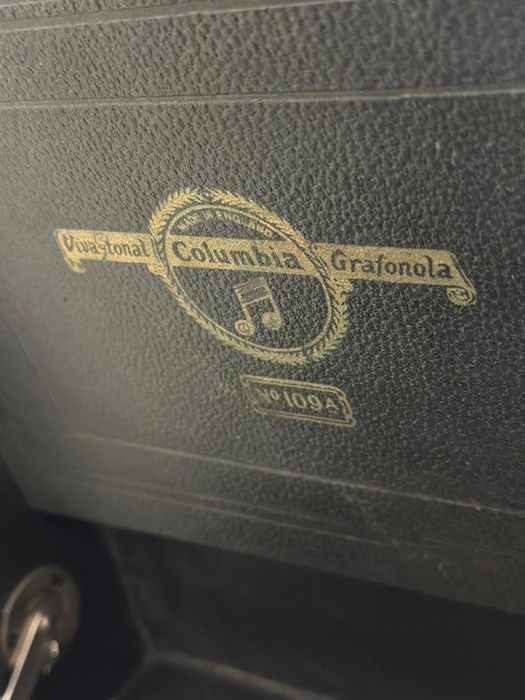 MADE IN ENGLAND
Viva-tonal Columbia Grafonola
No 109A